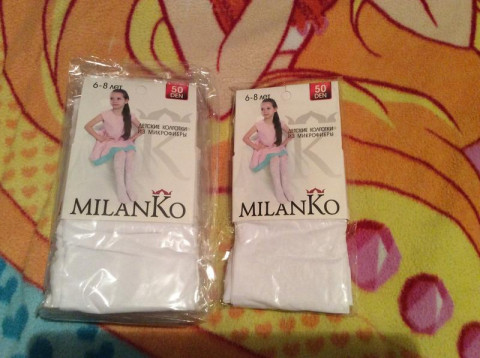 6-8 лет
50
DEN
ДЕТСКИЕ КОЛГОТКИ
ИЗ МИКРОФИБРЫ
MILANKO
6-8 лет
50
DEN
ДЕТСКИЕ КОЛГОТКИ
ИЗ МИКРОФИБРЫ
MILANKO